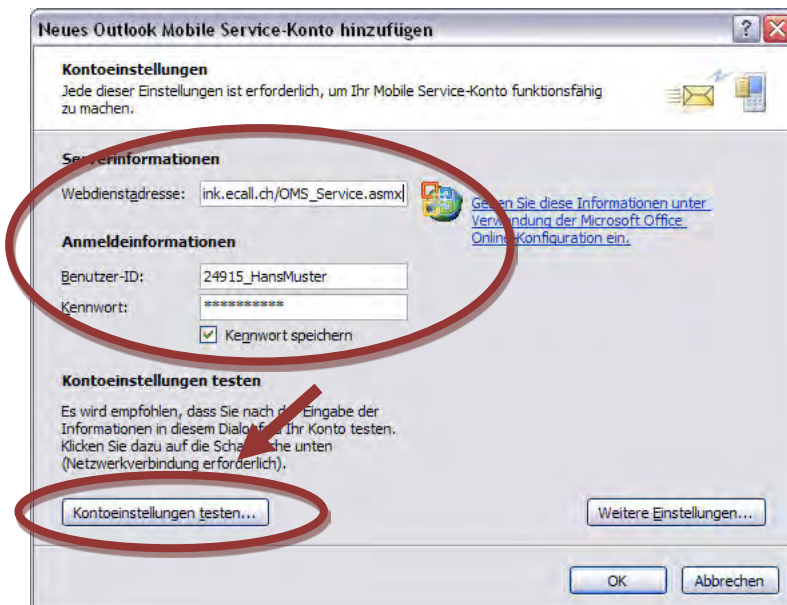 Neues Outlook Mobile Service-Konto hinzufügen
Kontoeinstellungen
Jede dieser Einstellungen ist erforderlich, um Ihr Mobile Service-Konto funktionsfähig
zu machen.
Serverinformationen
Webdienstadresse: ink.ecall.ch/OMS_Service.asmx
Geben Sie diese Informationen unter
Verwendung der Microsoft Office
Online-Konfiguration ein.
Anmeldeinformationen
Benutzer-ID: 24915_HansMuster
Kennwort: **********
Kennwort speichern
Kontoeinstellungen testen
Es wird empfohlen, dass Sie nach der Eingabe der
Informationen in diesem Dialogfeld Ihr Konto testen.
Klicken Sie dazu auf die Schaltfläche unten
(Netzwerkverbindung erforderlich).
Kontoeinstellungen testen...
Weitere Einstellungen...
OK Abbrechen